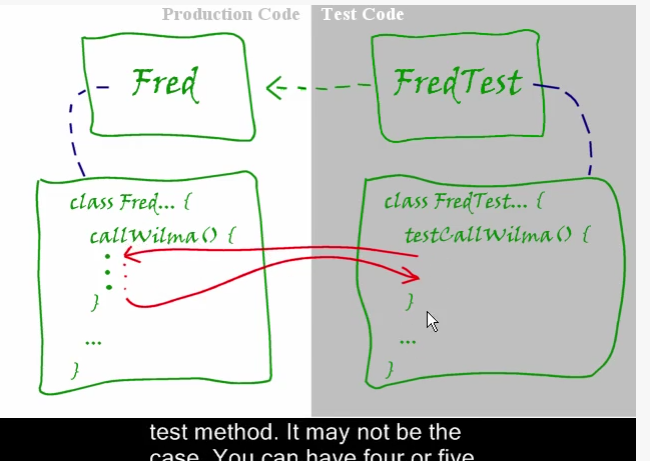 Production Code
Test Code
Fred
FredTest
class Fred... {
callWilma() {
}
...
}
class FredTest... {
testCallWilma() {
}
...
}
test method. It may not be the
case. You can have four or five